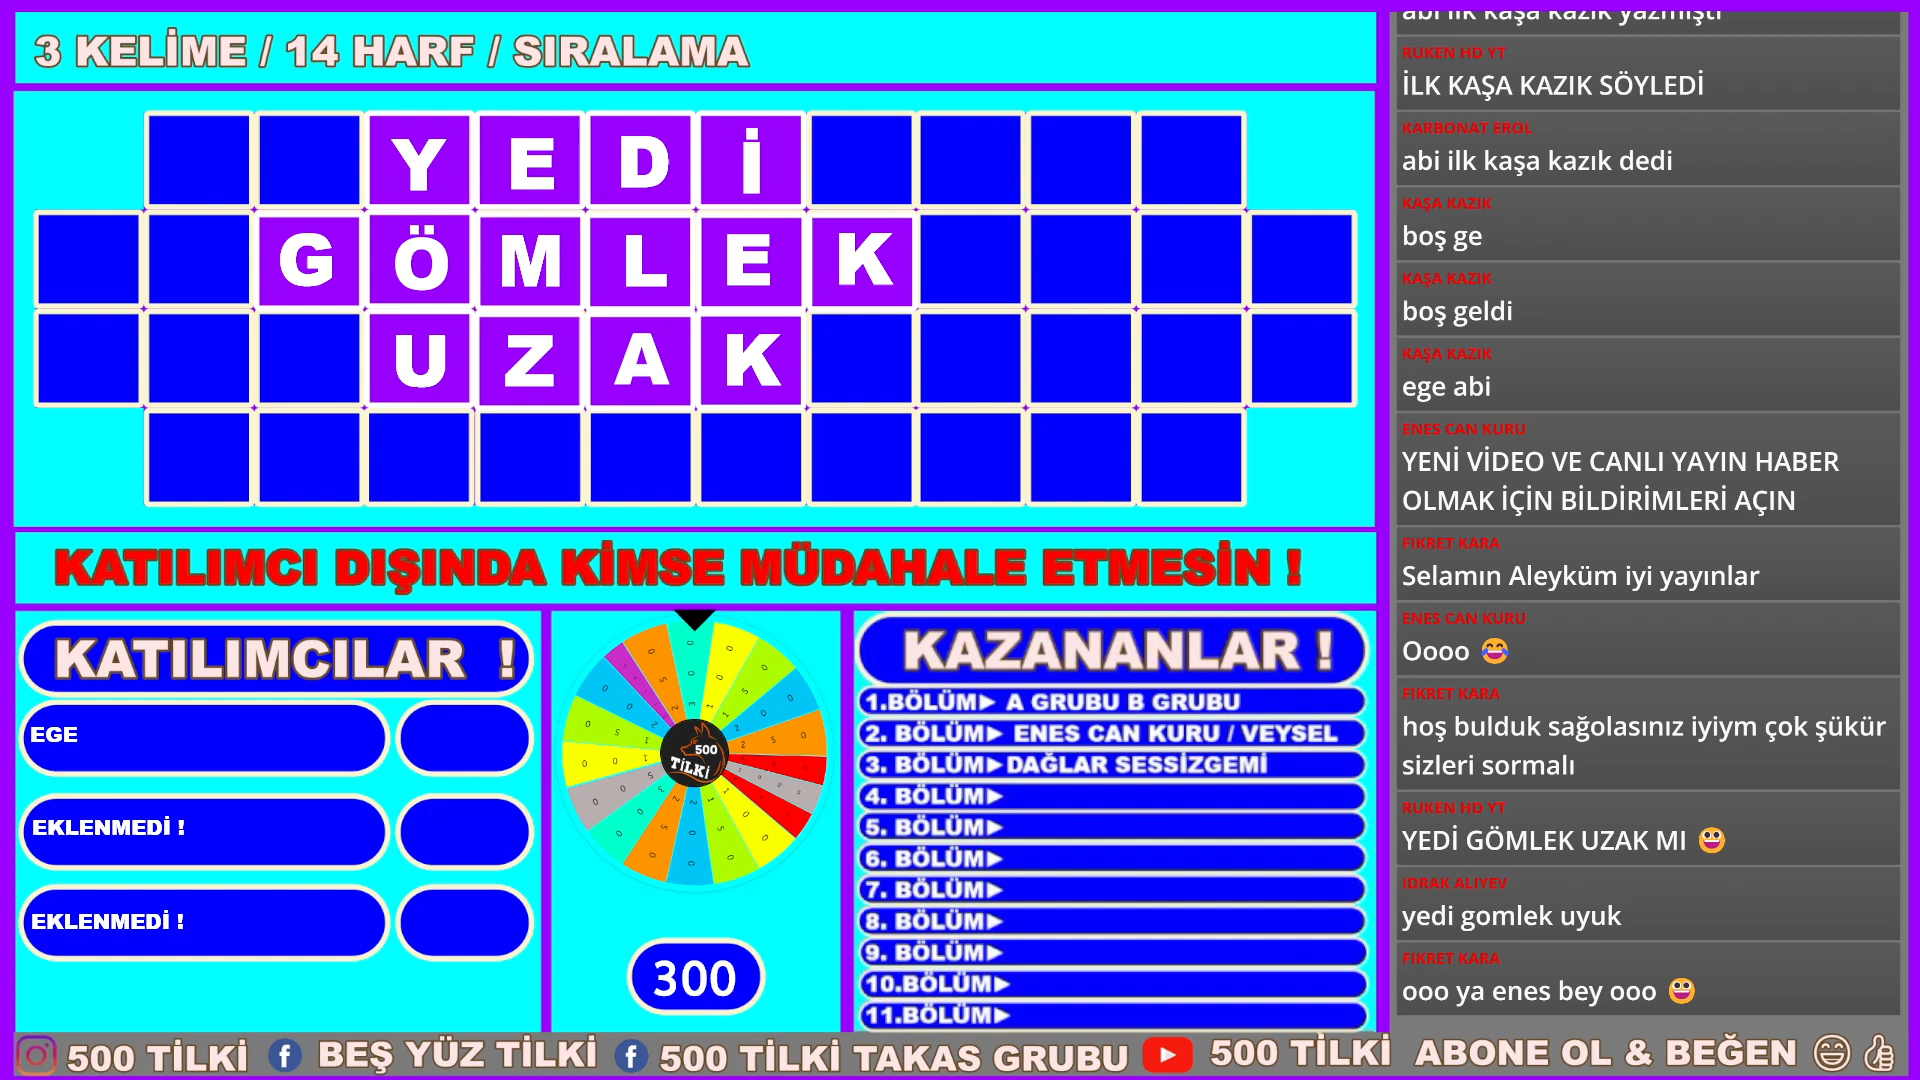 3 KELİME / 14 HARF / SIRALAMA
YEDİ
GÖMLEK
UZAK
KATILIMCI DIŞINDA KİMSE MÜDAHALE ETMESİN !
KATILIMCILAR !
EGE
EKLENMEDİ !
EKLENMEDİ !
500
TİLKİ
300
KAZANANLAR !
1.BÖLÜM► A GRUBU B GRUBU
2. BÖLÜM► ENES CAN KURU / VEYSEL
3. BÖLÜM►DAĞLAR SESSİZGEMİ
4. BÖLÜM►
5. BÖLÜM►
6. BÖLÜM►
7. BÖLÜM►
8. BÖLÜM►
9. BÖLÜM►
10.BÖLÜM►
11.BÖLÜM►
abi ilk kaşa kazık yazmıştı
RUKEN HD YT
İLK KAŞA KAZIK SÖYLEDİ
KARBONAT EROL
abi ilk kaşa kazık dedi
KAŞA KAZIK
boş ge
KAŞA KAZIK
boş geldi
KAŞA KAZIK
ege abi
ENES CAN KURU
YENİ VİDEO VE CANLI YAYIN HABER
OLMAK İÇİN BİLDİRİMLERİ AÇIN
FIKRET KARA
Selamın Aleyküm iyi yayınlar
ENES CAN KURU
Oooo 😂
FIKRET KARA
hoş bulduk sağolasınız iyiym çok şükür
sizleri sormalı
RUKEN HD YT
YEDİ GÖMLEK UZAK MI 😀
IDRAK ALIYEV
yedi gomlek uyuk
FIKRET KARA
ooo ya enes bey ooo 😀
500 TİLKİ BEŞ YÜZ TİLKİ 500 TİLKİ TAKAS GRUBU 500 TİLKİ ABONE OL & BEĞEN